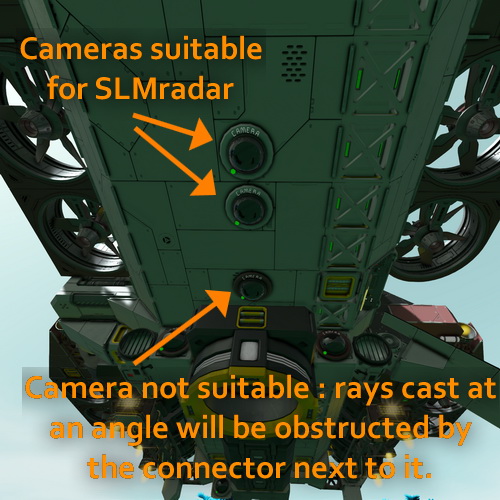 Cameras suitable
for SLMradar
CAMERA
CAMERA
CAMERA
Camera not suitable : rays cast at
an angle will be obstructed by
the connector next to it.